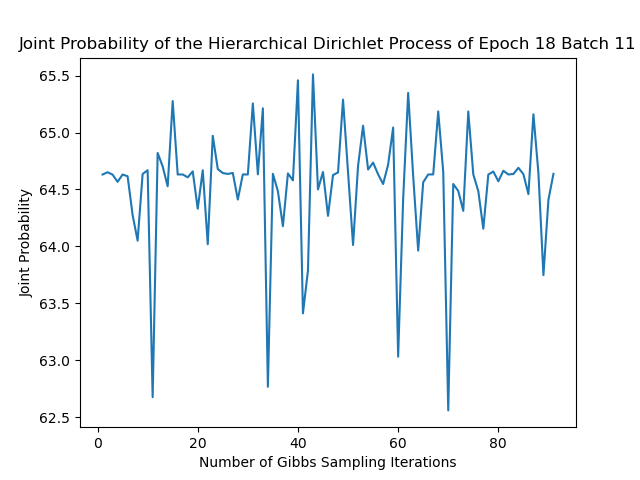 Joint Probability of the Hierarchical Dirichlet Process of Epoch 18 Batch 11
65.5
65.0
64.5
64.0
63.5
63.0
62.5
Joint Probability
0 20 40 60 80
Number of Gibbs Sampling Iterations